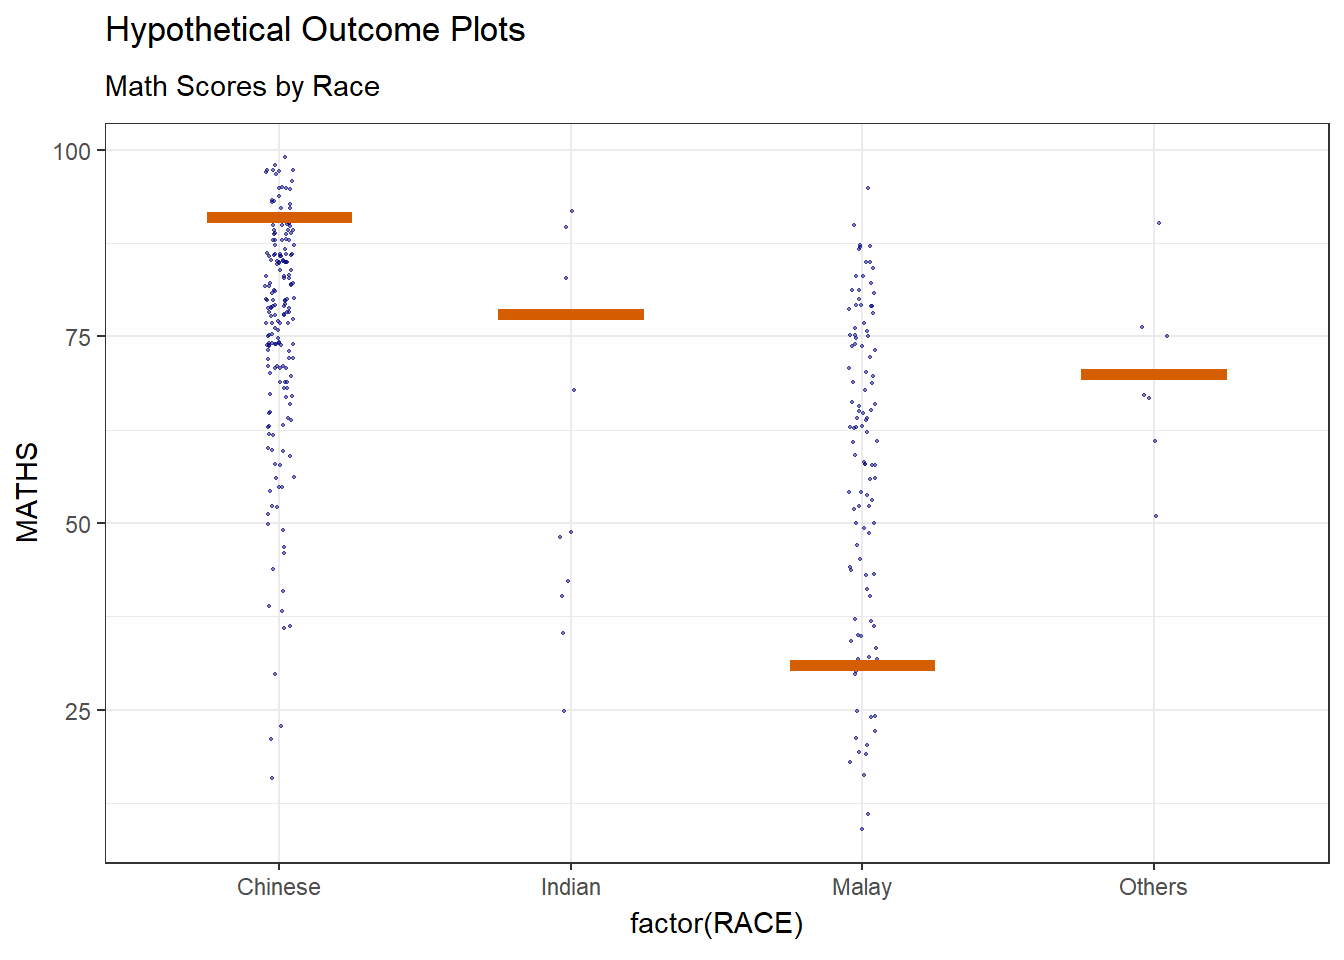 Hypothetical Outcome Plots
Math Scores by Race
MATHS
100
75
50
25
Chinese
Indian
Malay
Others
factor(RACE)